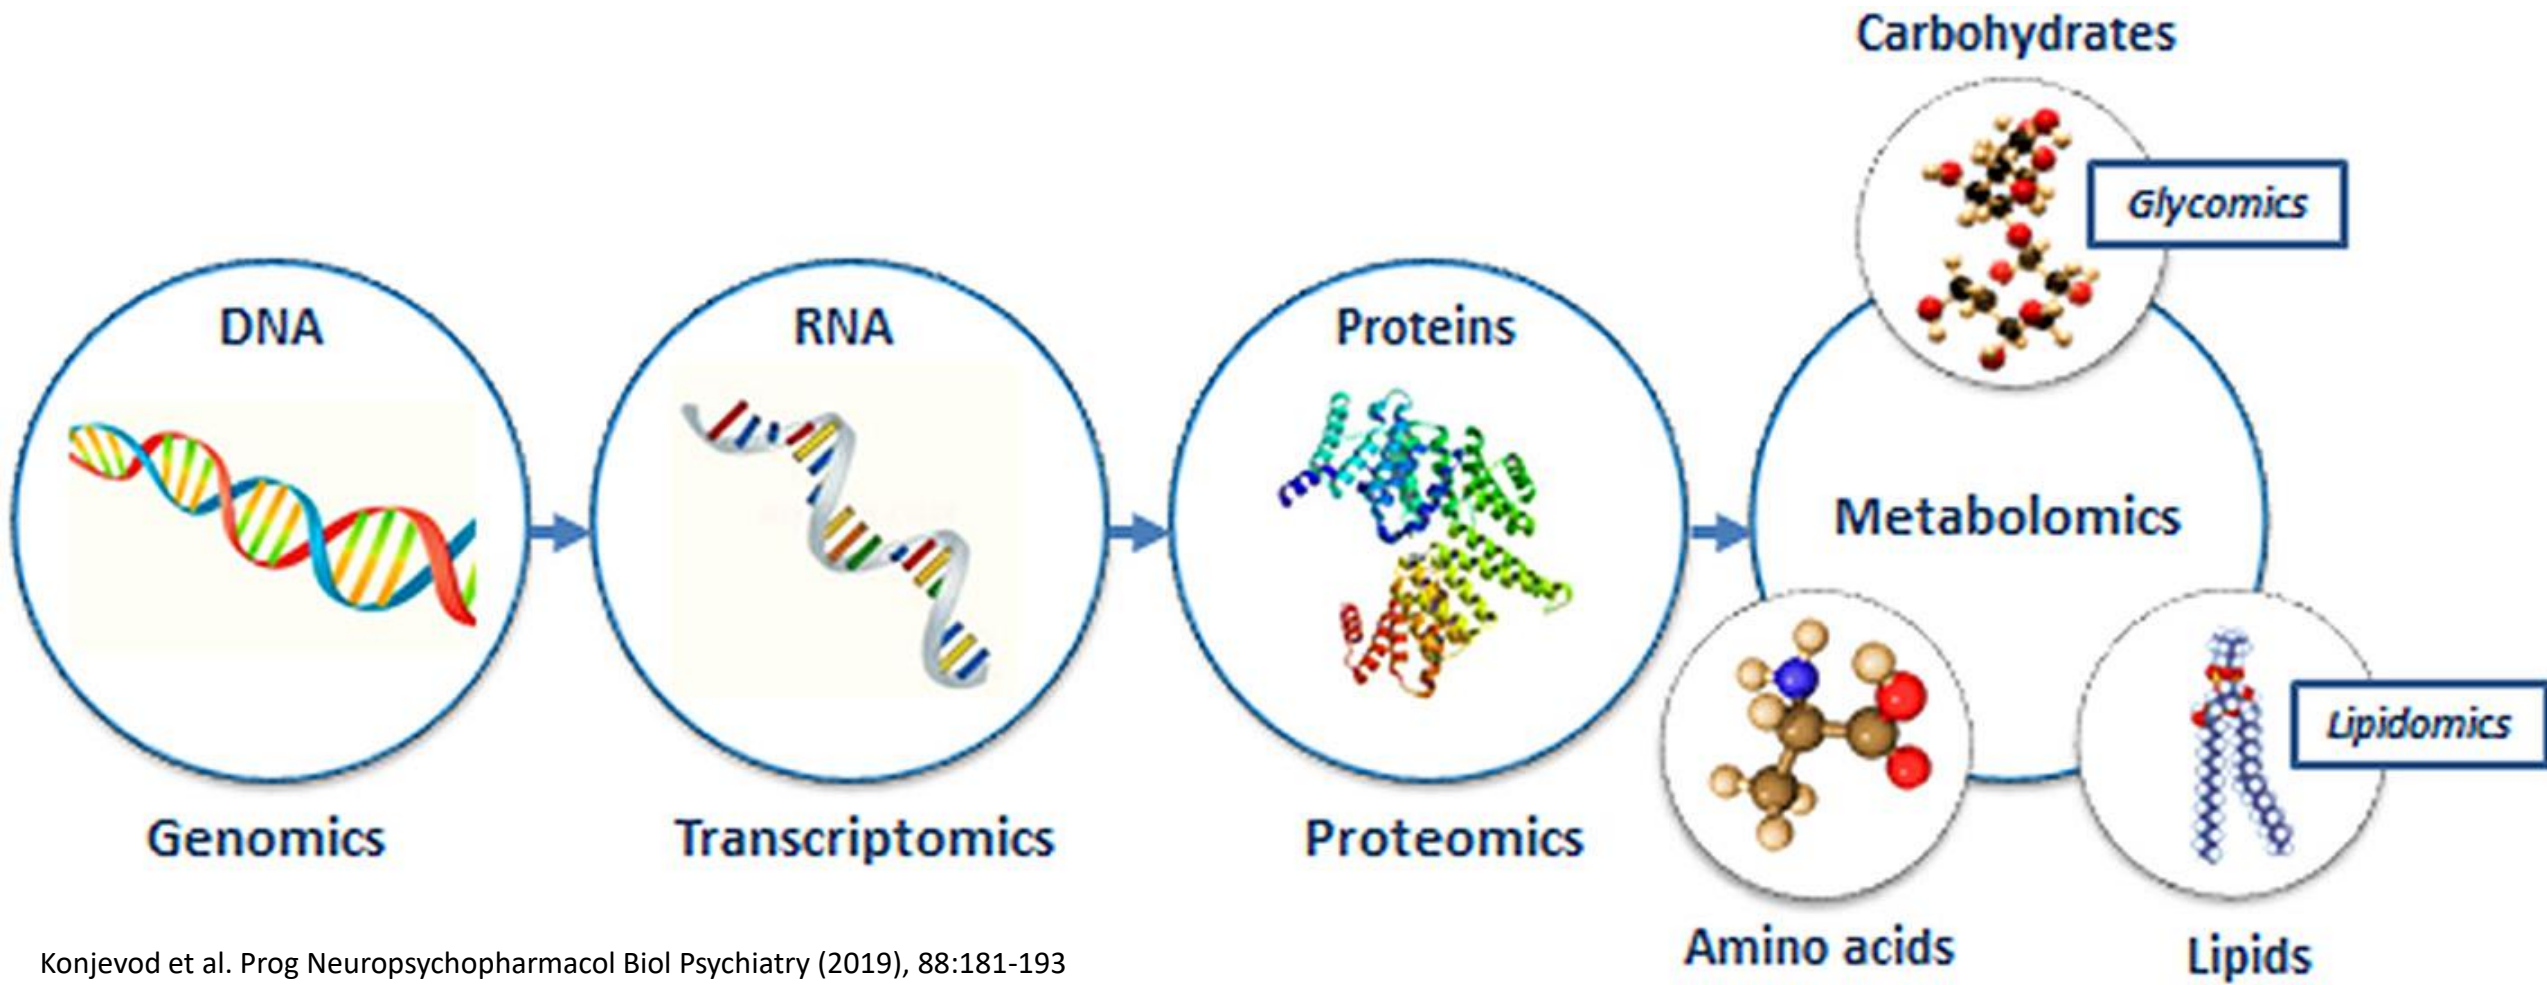 DNA
Genomics
RNA
Transcriptomics
Proteins
Proteomics
Carbohydrates
Glycomics
Metabolomics
Amino acids
Lipidomics
Lipids
Konjevod et al. Prog Neuropsychopharmacol Biol Psychiatry (2019), 88:181-193